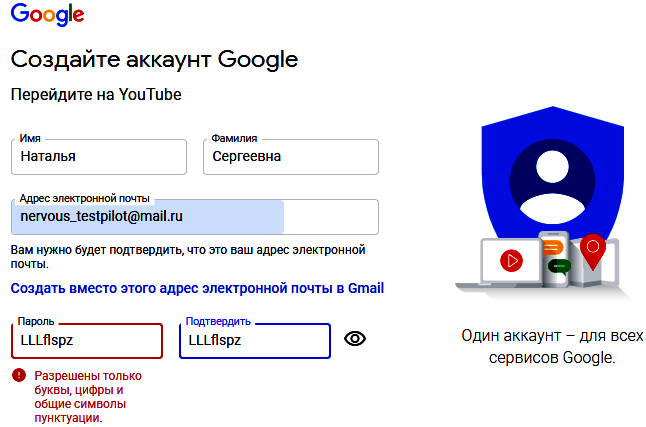 Google
Создайте аккаунт Google
Перейдите на YouTube
Имя
Наталья
Фамилия
Сергеевна
Адрес электронной почты
nervous_testpilot@mail.ru
Вам нужно будет подтвердить, что это ваш адрес электронной
почты.
Создать вместо этого адрес электронной почты в Gmail
Пароль
LLLflspz
Подтвердить
LLLflspz
Разрешены только
буквы, цифры и
общие символы
пунктуации.
Один аккаунт – для всех
сервисов Google.